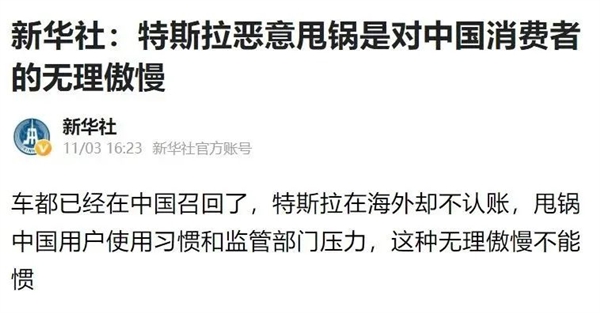 新华社：特斯拉恶意甩锅是对中国消费者
的无理傲慢
新华社
11/03 16:23 新华社官方账号
车都已经在中国召回了，特斯拉在海外却不认账，甩锅
中国用户使用习惯和监管部门压力，这种无理傲慢不能
惯